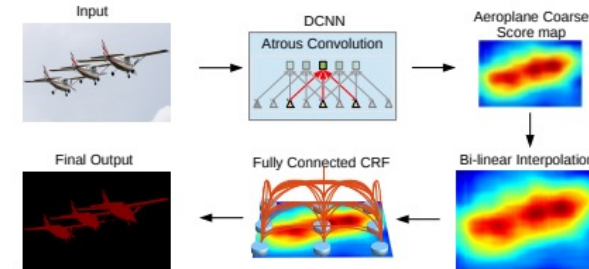 Input
DCNN
Atrous Convolution
Aeroplane Coarse
Score map
Final Output
Fully Connected CRF
Bi-linear Interpolation